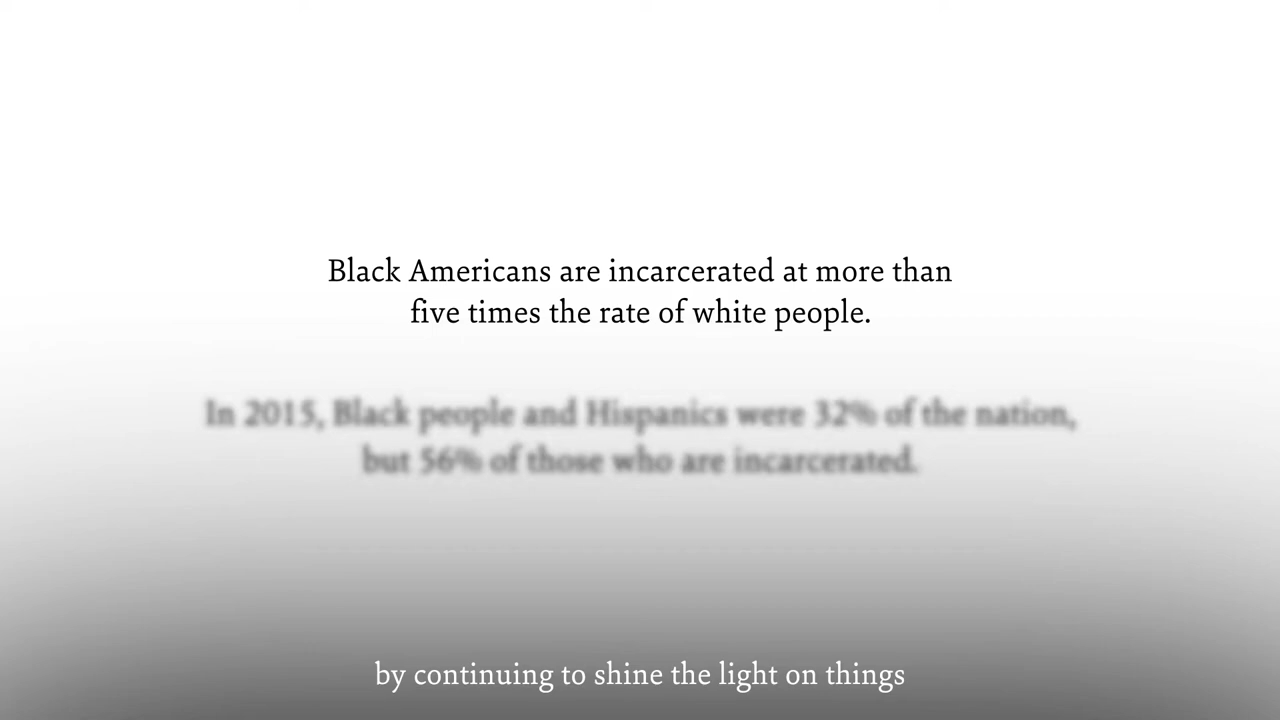 Black Americans are incarcerated at more than
five times the rate of white people.
In 2015, Black people and Hispanics were 32% of the nation,
but 56% of those who are incarcerated.
by continuing to shine the light on things